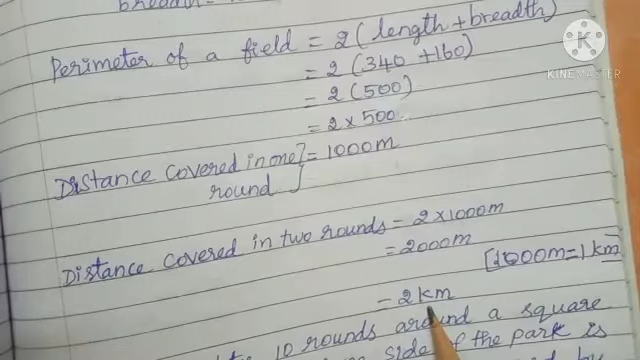 Perimeter of a field = 2 (length + breadth)
= 2 (340 + 160)
= 2 (500)
= 2 × 500
Distance covered in one round } = 1000m
Distance covered in two rounds = 2 × 1000m
= 2000m
[1000m = 1 km
= 2 km
10 rounds around a square
side of the park is
KINEMASTER